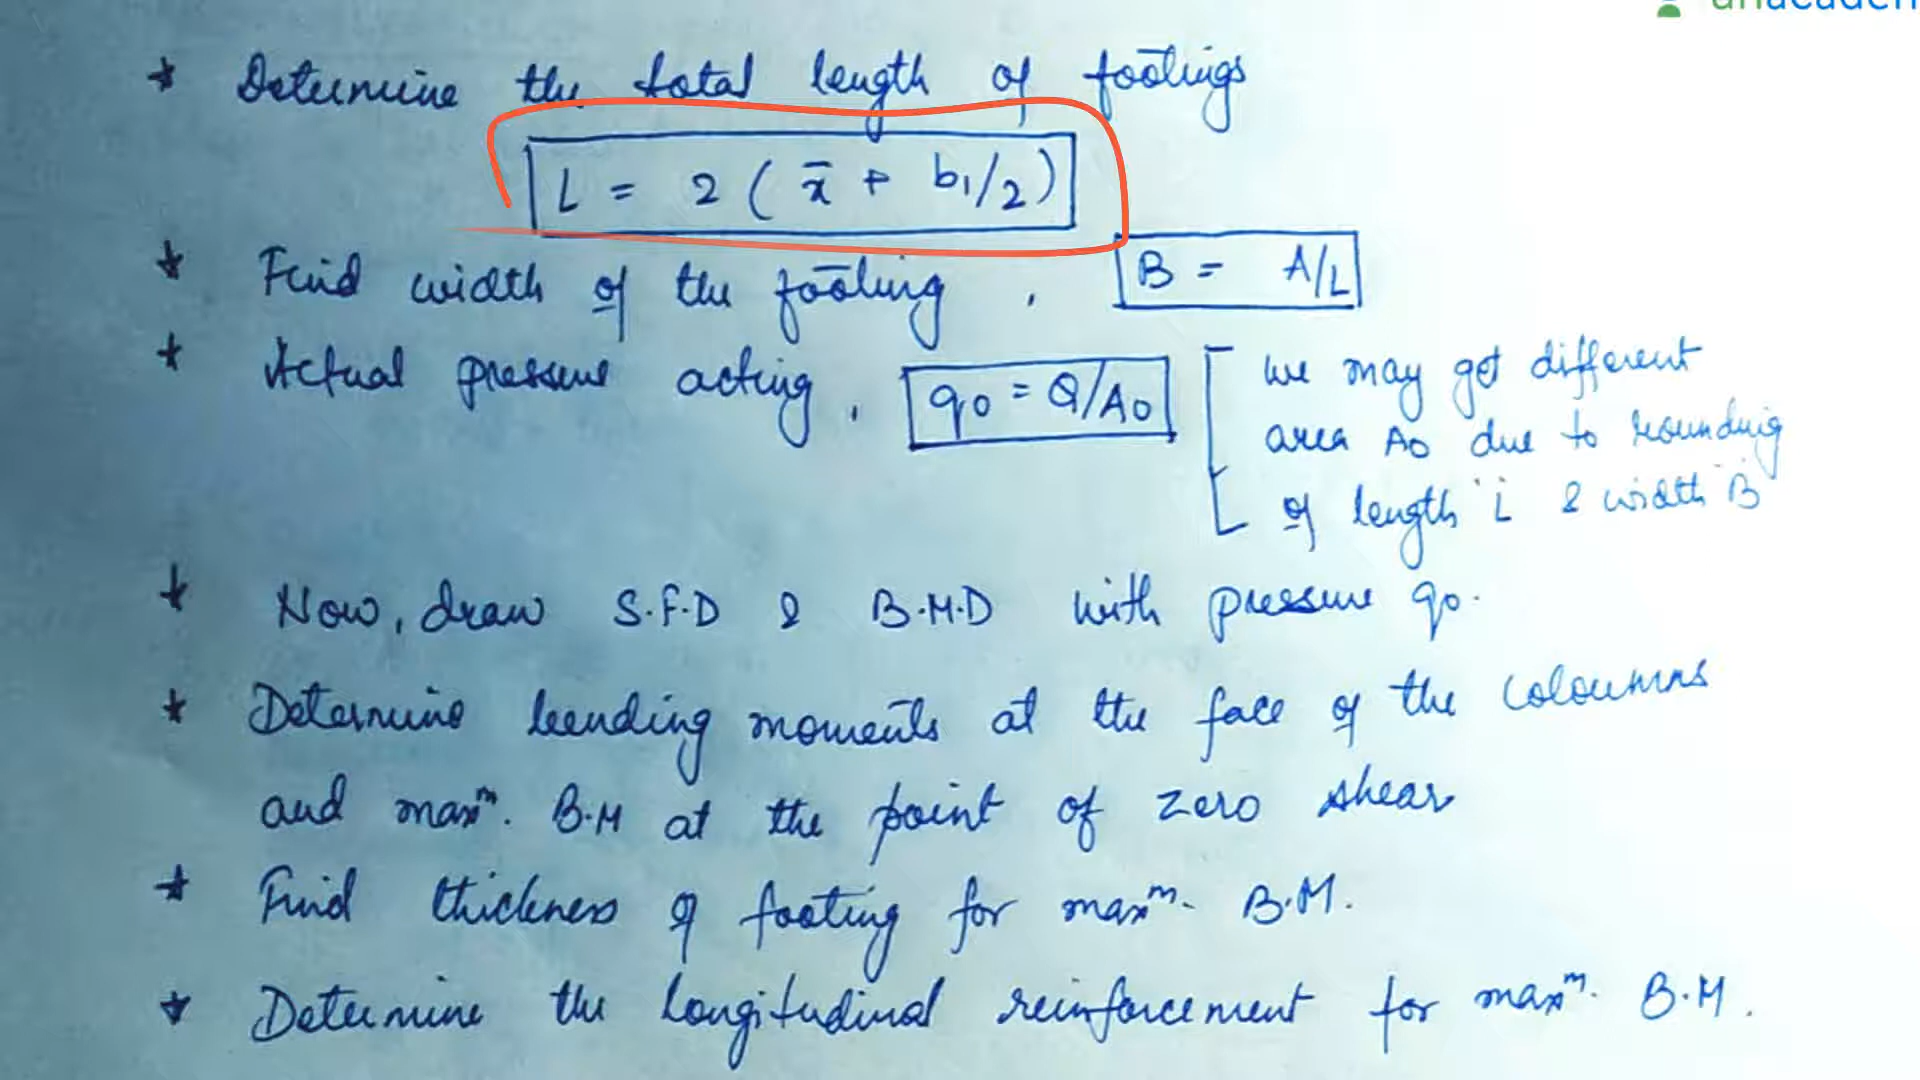 unacadem
* Determine the total length of footings
L = 2 ( x̄ + b1/2 )
* Find width of the footing, B = A/L
* Actual pressure acting, q0 = Q/A0 [ we may get different
area A0 due to rounding
of length 'L & width B
* Now, draw S.F.D & B.M.D with pressure q0.
* Determine bending moments at the face of the coloumns
and maxm. B.M at the point of zero shear
* Find thickness of footing for maxm. B.M.
* Determine the longitudinal reinforcement for maxm. B.M.